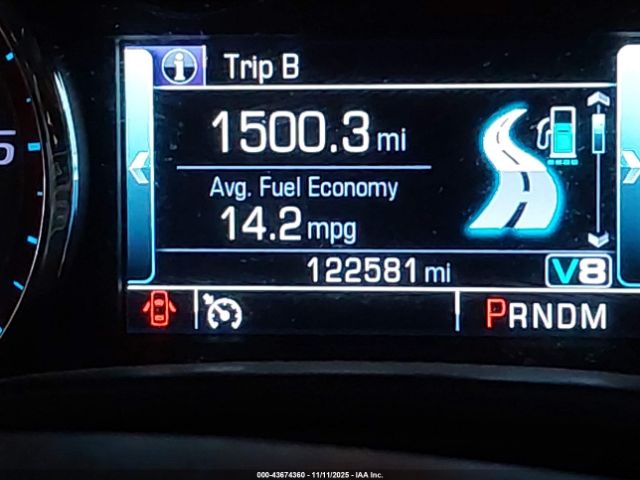 Trip B
1500.3 mi
Avg. Fuel Economy
14.2 mpg
122581 mi V8
PRNDM
000-43674360 - 11/11/2025 - IAA Inc.